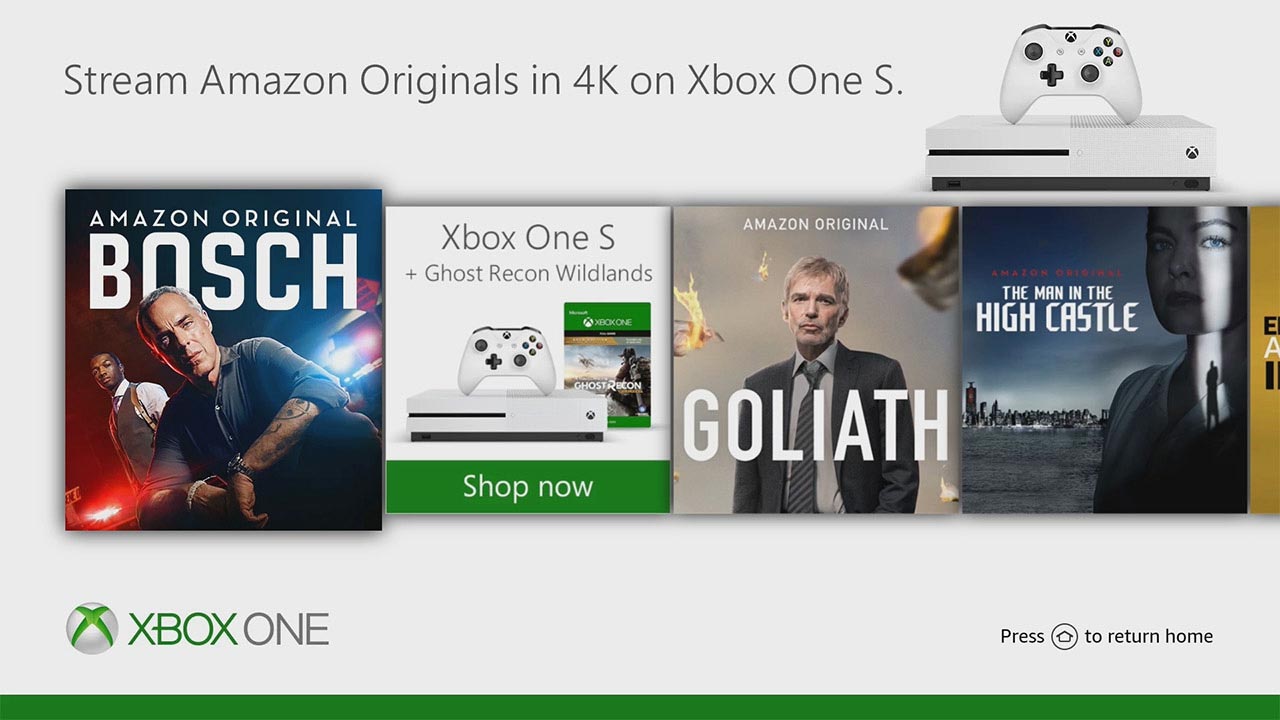 Stream Amazon Originals in 4K on Xbox One S.
AMAZON ORIGINAL
BOSCH
Xbox One S
+ Ghost Recon Wildlands
Microsoft
XBOX ONE
GHOST RECON
Shop now
AMAZON ORIGINAL
GOLIATH
AMAZON ORIGINAL
THE MAN IN THE
HIGH CASTLE
XBOX ONE
Press to return home